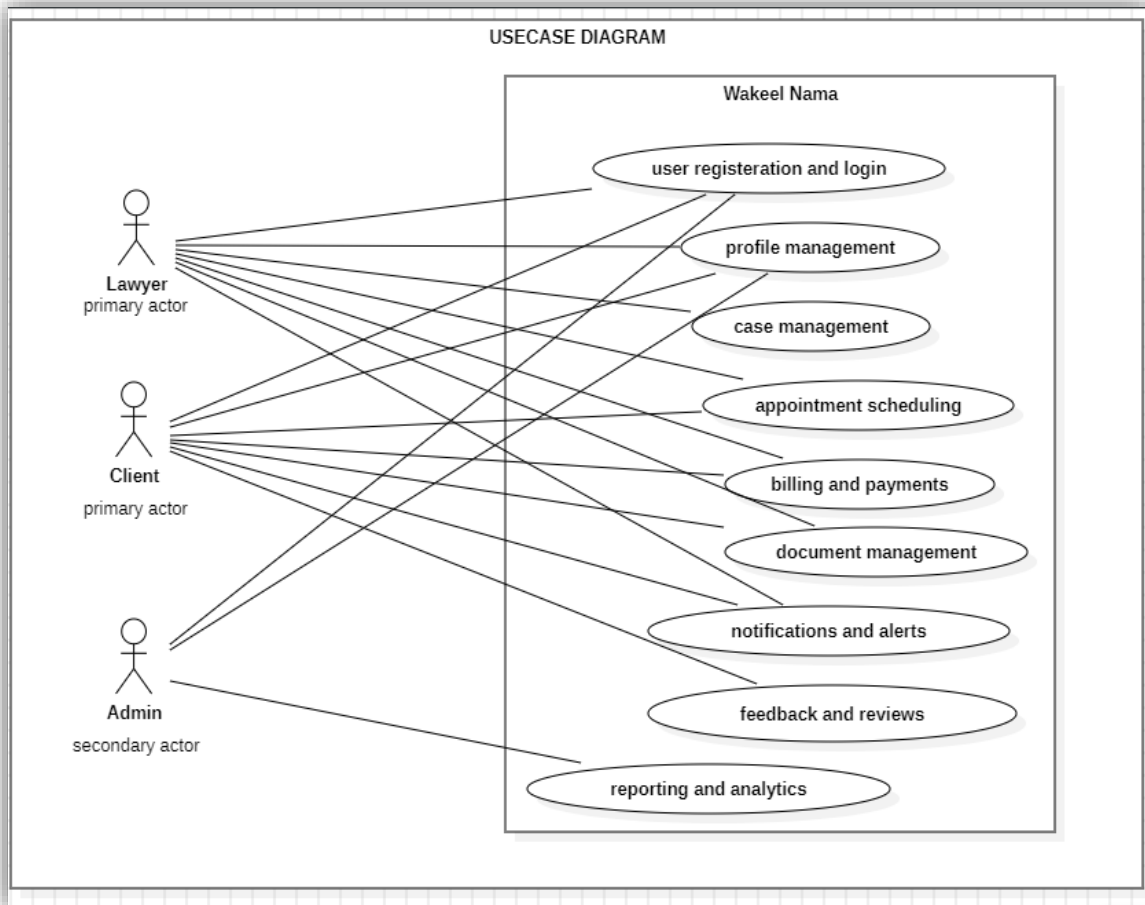 USECASE DIAGRAM
Wakeel Nama
user registeration and login
profile management
case management
appointment scheduling
billing and payments
document management
notifications and alerts
feedback and reviews
reporting and analytics
Lawyer
primary actor
Client
primary actor
Admin
secondary actor